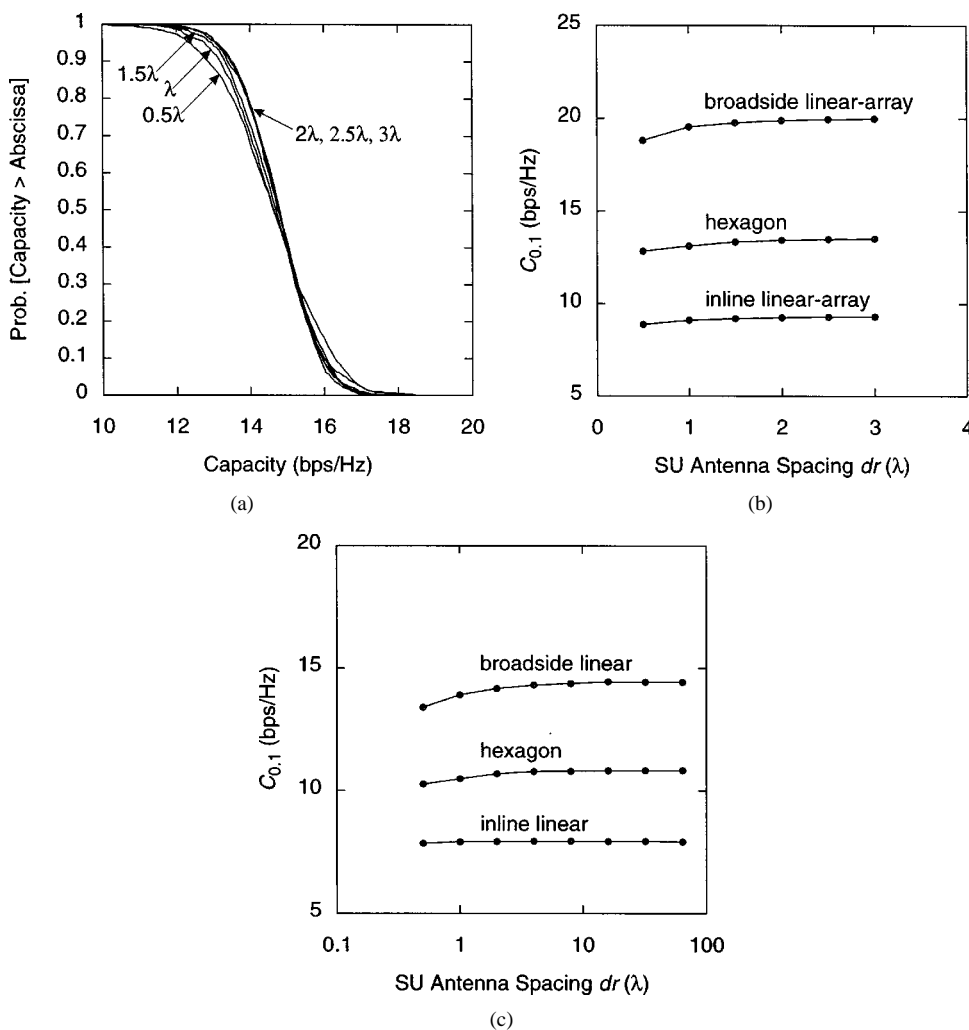 1
0.9
0.8
0.7
0.6
0.5
0.4
0.3
0.2
0.1
0
Prob. [Capacity > Abscissa]
1.5λ
λ
0.5λ
2λ, 2.5λ, 3λ
10 12 14 16 18 20
Capacity (bps/Hz)
(a)
25
20
15
10
5
C0.1 (bps/Hz)
broadside linear-array
hexagon
inline linear-array
0 1 2 3 4
SU Antenna Spacing dr (λ)
(b)
20
15
10
5
C0.1 (bps/Hz)
broadside linear
hexagon
inline linear
0.1 1 10 100
SU Antenna Spacing dr (λ)
(c)